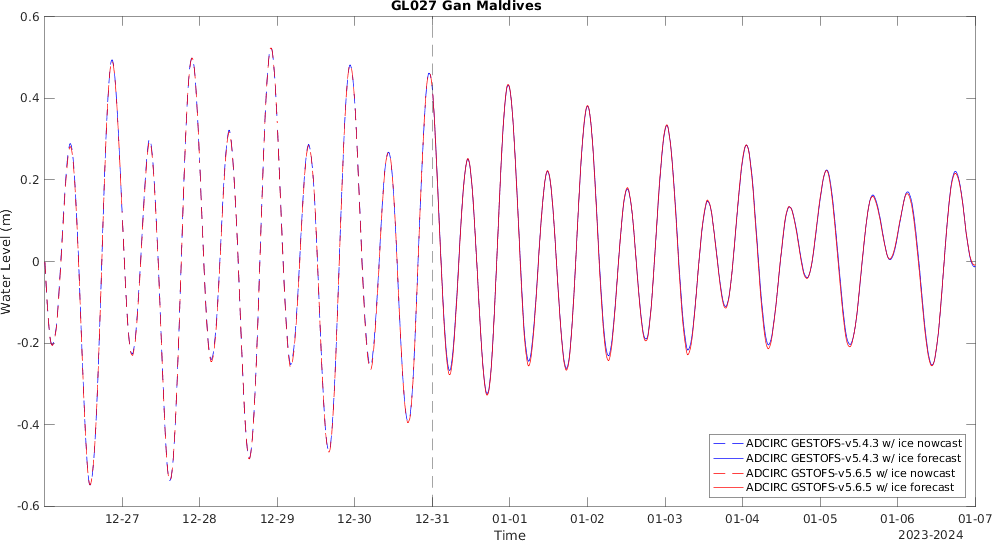 GL027 Gan Maldives
0.6
0.4
0.2
0
-0.2
-0.4
-0.6
Water Level (m)
ADCIRC GESTOFS-v5.4.3 w/ ice nowcast
ADCIRC GESTOFS-v5.4.3 w/ ice forecast
ADCIRC GSTOFS-v5.6.5 w/ ice nowcast
ADCIRC GSTOFS-v5.6.5 w/ ice forecast
12-27 12-28 12-29 12-30 12-31 01-01 01-02 01-03 01-04 01-05 01-06 01-07
Time
2023-2024